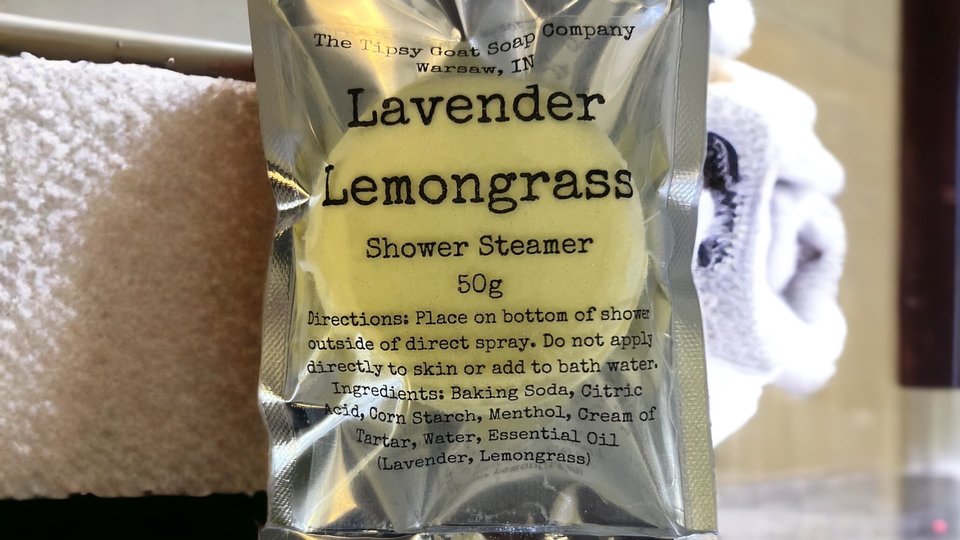 The Tipsy Goat Soap Company
Warsaw, IN
Lavender
Lemongrass
Shower Steamer
50g
Directions: Place on bottom of shower
outside of direct spray. Do not apply
directly to skin or add to bath water.
Ingredients: Baking Soda, Citric
Acid, Corn Starch, Menthol, Cream of
Tartar, Water, Essential Oil
(Lavender, Lemongrass)